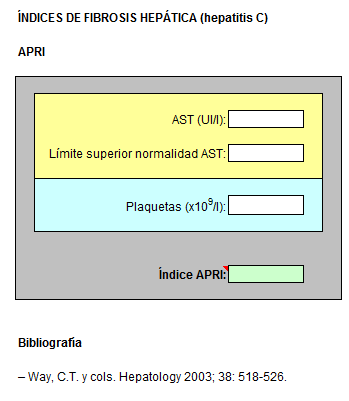 ÍNDICES DE FIBROSIS HEPÁTICA (hepatitis C)
APRI
AST (UI/l):
Límite superior normalidad AST:
Plaquetas (x10⁹/l):
Índice APRI:
Bibliografía
– Way, C.T. y cols. Hepatology 2003; 38: 518-526.